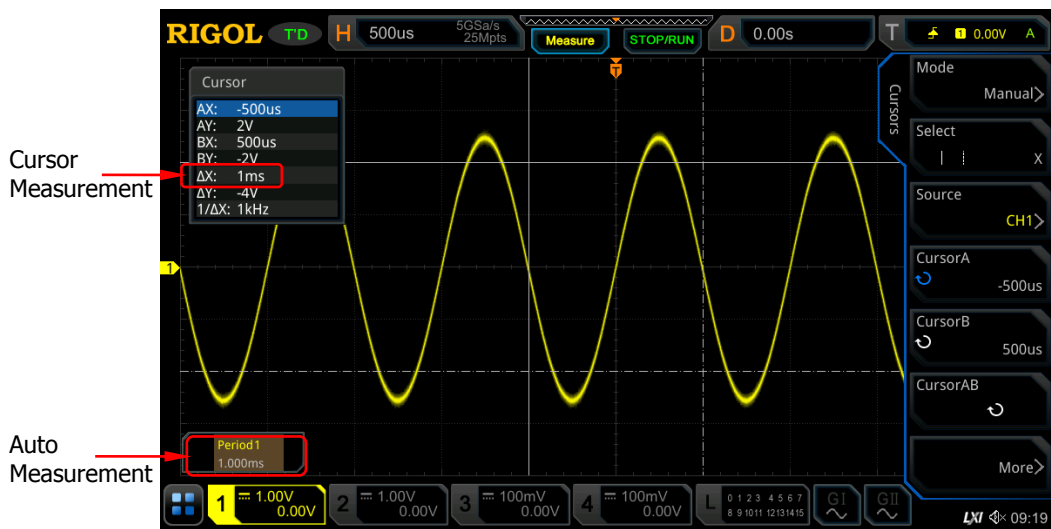 RIGOL T'D H 500us 5GSa/s 25Mpts Measure STOP/RUN D 0.00s T 1 0.00V A
T
Cursor
AX: -500us
AY: 2V
BX: 500us
BY: -2V
ΔX: 1ms
ΔY: -4V
1/ΔX: 1kHz
Cursor
Measurement
1
Auto
Measurement
Period1
1.000ms
Cursors
Mode
Manual>
Select
X
Source
CH1>
CursorA
-500us
CursorB
500us
CursorAB
More>
1 1.00V 0.00V
2 1.00V 0.00V
3 100mV 0.00V
4 100mV 0.00V
L 0 1 2 3 4 5 6 7
8 9 10 11 12 13 14 15
GI
GII
LXI 09:19